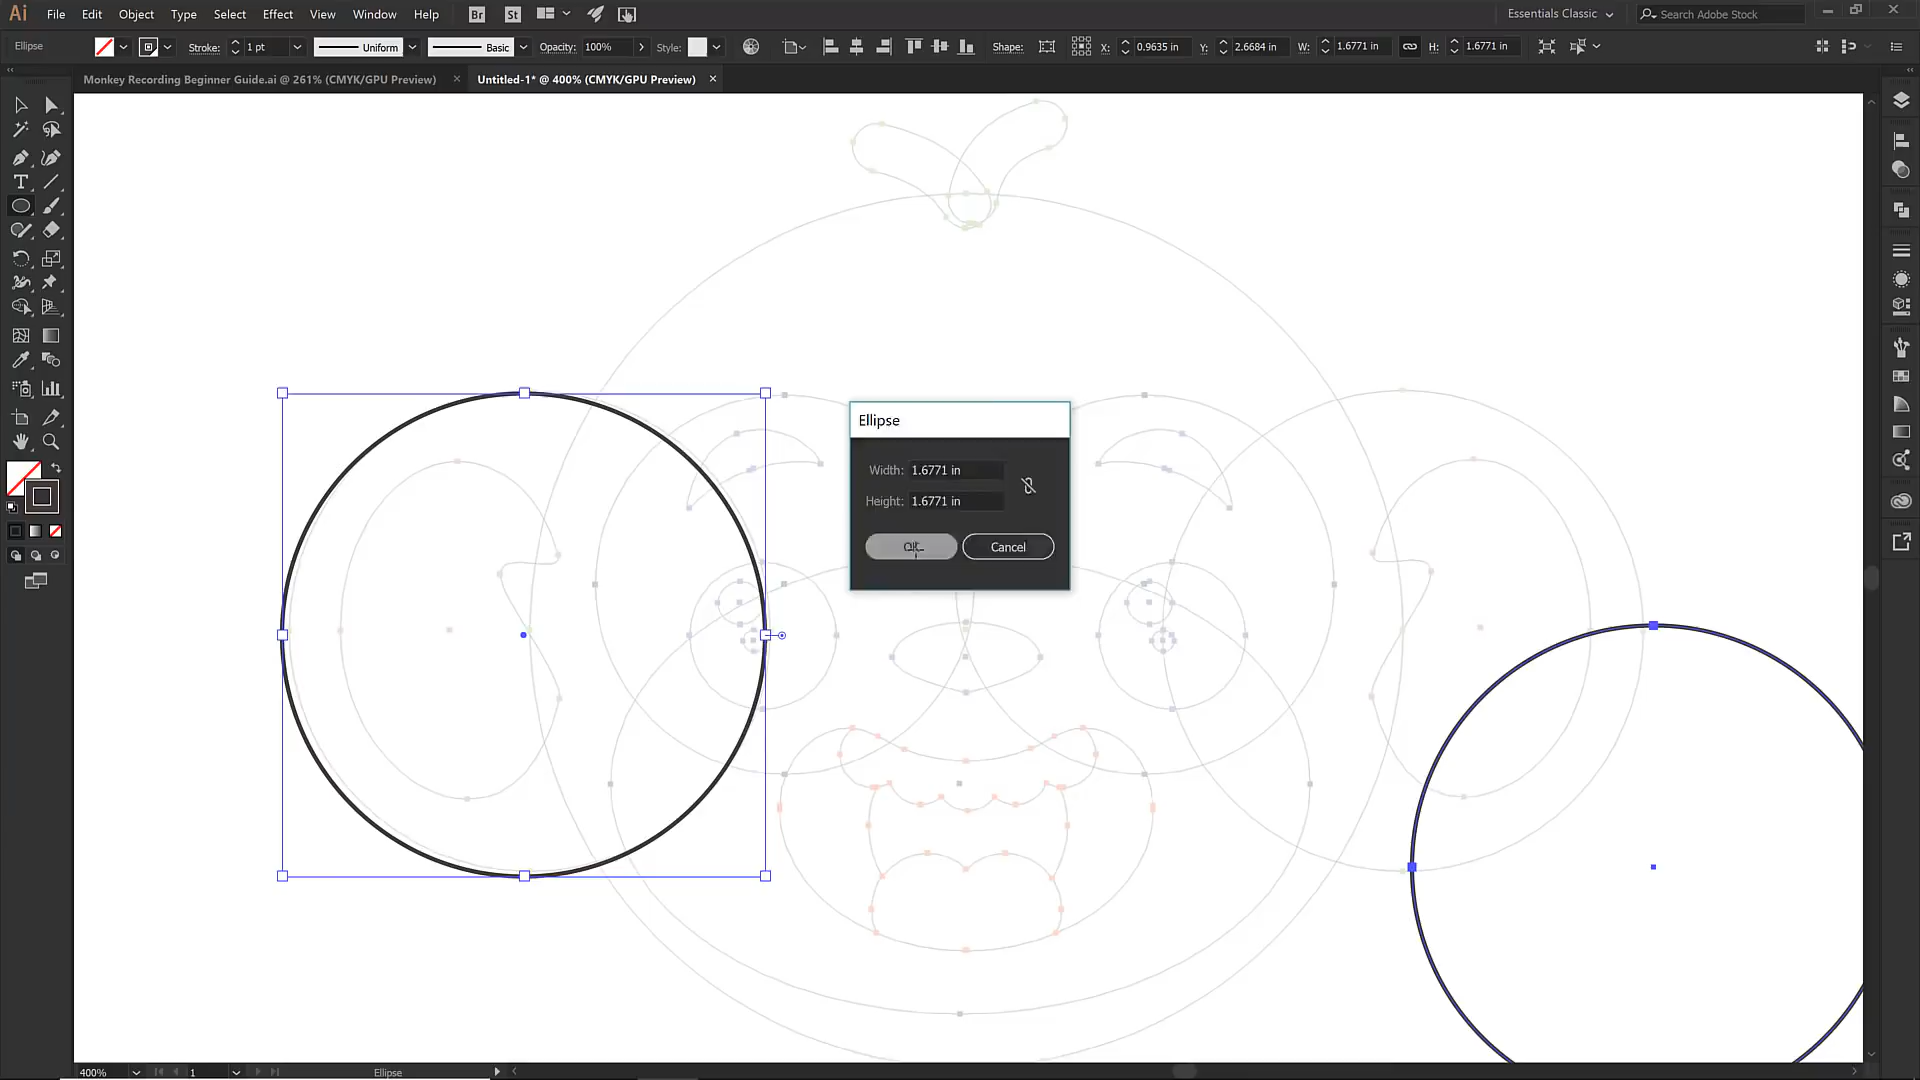 Ai File Edit Object Type Select Effect View Window Help Br St Essentials Classic Search Adobe Stock
Ellipse Stroke: 1 pt Uniform Basic Opacity: 100% Style: Shape: X: 0.9635 in Y: 2.6684 in W: 1.6771 in H: 1.6771 in
Monkey Recording Beginner Guide.ai @ 261% (CMYK/GPU Preview) × Untitled-1* @ 400% (CMYK/GPU Preview) ×
Ellipse
Width: 1.6771 in
Height: 1.6771 in
OK Cancel
400% 1 Ellipse